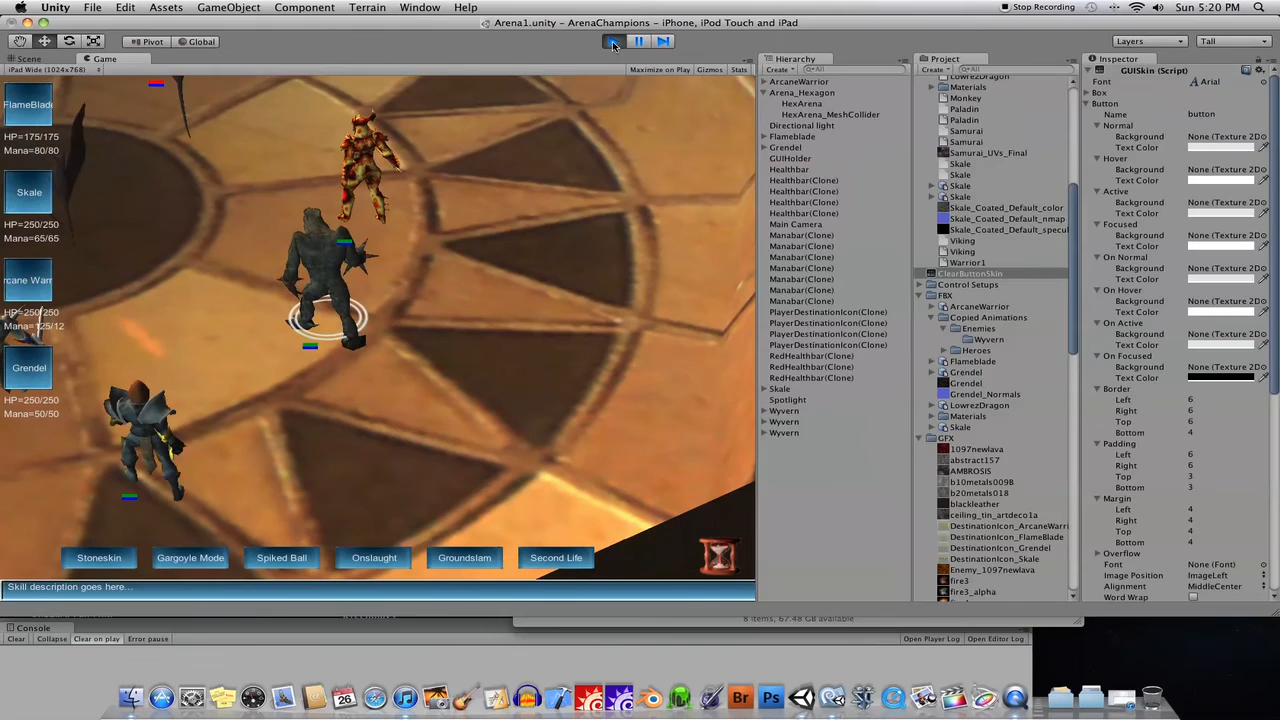 Unity File Edit Assets GameObject Component Terrain Window Help Stop Recording Sun 5:20 PM
Arena1.unity - ArenaChampions - iPhone, iPod Touch and iPad
Pivot Global Layers Tall
Scene Game Hierarchy Project Inspector
iPad Wide (1024x768) Maximize on Play Gizmos Stats Create All Create All
FlameBlade
HP=175/175
Mana=80/80
Skale
HP=250/250
Mana=65/65
rcane Warr
HP=250/250
Mana=125/12
Grendel
HP=250/250
Mana=50/50
Stoneskin Gargoyle Mode Spiked Ball Onslaught Groundslam Second Life
Skill description goes here...
ArcaneWarrior
Arena_Hexagon
HexArena
HexArena_MeshCollider
Directional light
Flameblade
Grendel
GUIHolder
Healthbar
Healthbar(Clone)
Healthbar(Clone)
Healthbar(Clone)
Healthbar(Clone)
Main Camera
Manabar(Clone)
Manabar(Clone)
Manabar(Clone)
Manabar(Clone)
Manabar(Clone)
Manabar(Clone)
Manabar(Clone)
PlayerDestinationIcon(Clone)
PlayerDestinationIcon(Clone)
PlayerDestinationIcon(Clone)
PlayerDestinationIcon(Clone)
RedHealthbar(Clone)
RedHealthbar(Clone)
RedHealthbar(Clone)
Skale
Spotlight
Wyvern
Wyvern
Wyvern
LowrezDragon
Materials
Monkey
Paladin
Paladin
Samurai
Samurai
Samurai_UVs_Final
Skale
Skale
Skale
Skale
Skale_Coated_Default_color
Skale_Coated_Default_nmap
Skale_Coated_Default_specul
Viking
Viking
Warrior1
ClearButtonSkin
Control Setups
FBX
ArcaneWarrior
Copied Animations
Enemies
Wyvern
Heroes
Flameblade
Grendel
Grendel
Grendel_Normals
LowrezDragon
Materials
Skale
GFX
1097newlava
abstract157
AMBROSIS
b10metals009B
b20metals018
blackleather
ceiling_tin_artdeco1a
DestinationIcon_ArcaneWarri
DestinationIcon_FlameBlade
DestinationIcon_Grendel
DestinationIcon_Skale
Enemy_1097newlava
fire3
fire3_alpha
GUISkin (Script)
Font Arial
Box
Button
Name button
Normal
Background None (Texture 2D
Text Color
Hover
Background None (Texture 2D
Text Color
Active
Background None (Texture 2D
Text Color
Focused
Background None (Texture 2D
Text Color
On Normal
Background None (Texture 2D
Text Color
On Hover
Background None (Texture 2D
Text Color
On Active
Background None (Texture 2D
Text Color
On Focused
Background None (Texture 2D
Text Color
Border
Left 6
Right 6
Top 6
Bottom 4
Padding
Left 6
Right 6
Top 3
Bottom 3
Margin
Left 4
Right 4
Top 4
Bottom 4
Overflow
Font None (Font)
Image Position ImageLeft
Alignment MiddleCenter
Word Wrap
8 items, 67.48 GB available
Console
Clear Collapse Clear on play Error pause Open Player Log Open Editor Log
26 Br Ps